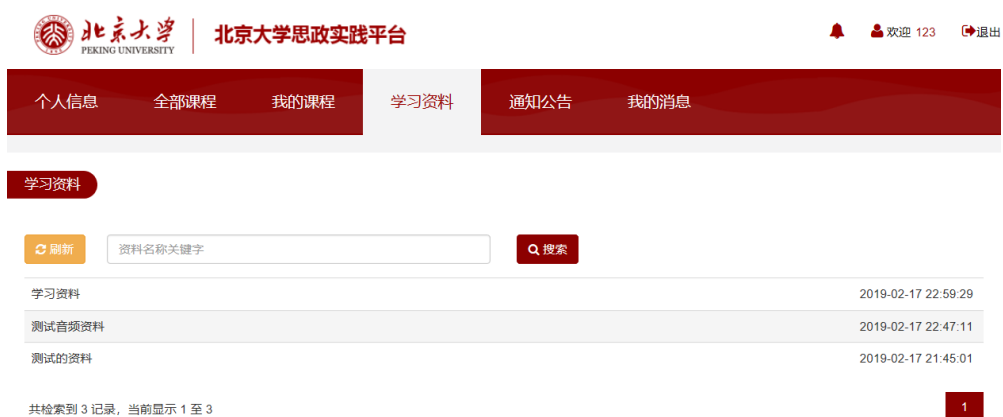 北京大学 北京大学思政实践平台 欢迎 123 退出
PEKING UNIVERSITY
个人信息 全部课程 我的课程 学习资料 通知公告 我的消息
学习资料
刷新 资料名称关键字 搜索
学习资料 2019-02-17 22:59:29
测试音频资料 2019-02-17 22:47:11
测试的资料 2019-02-17 21:45:01
共检索到 3 记录，当前显示 1 至 3 1